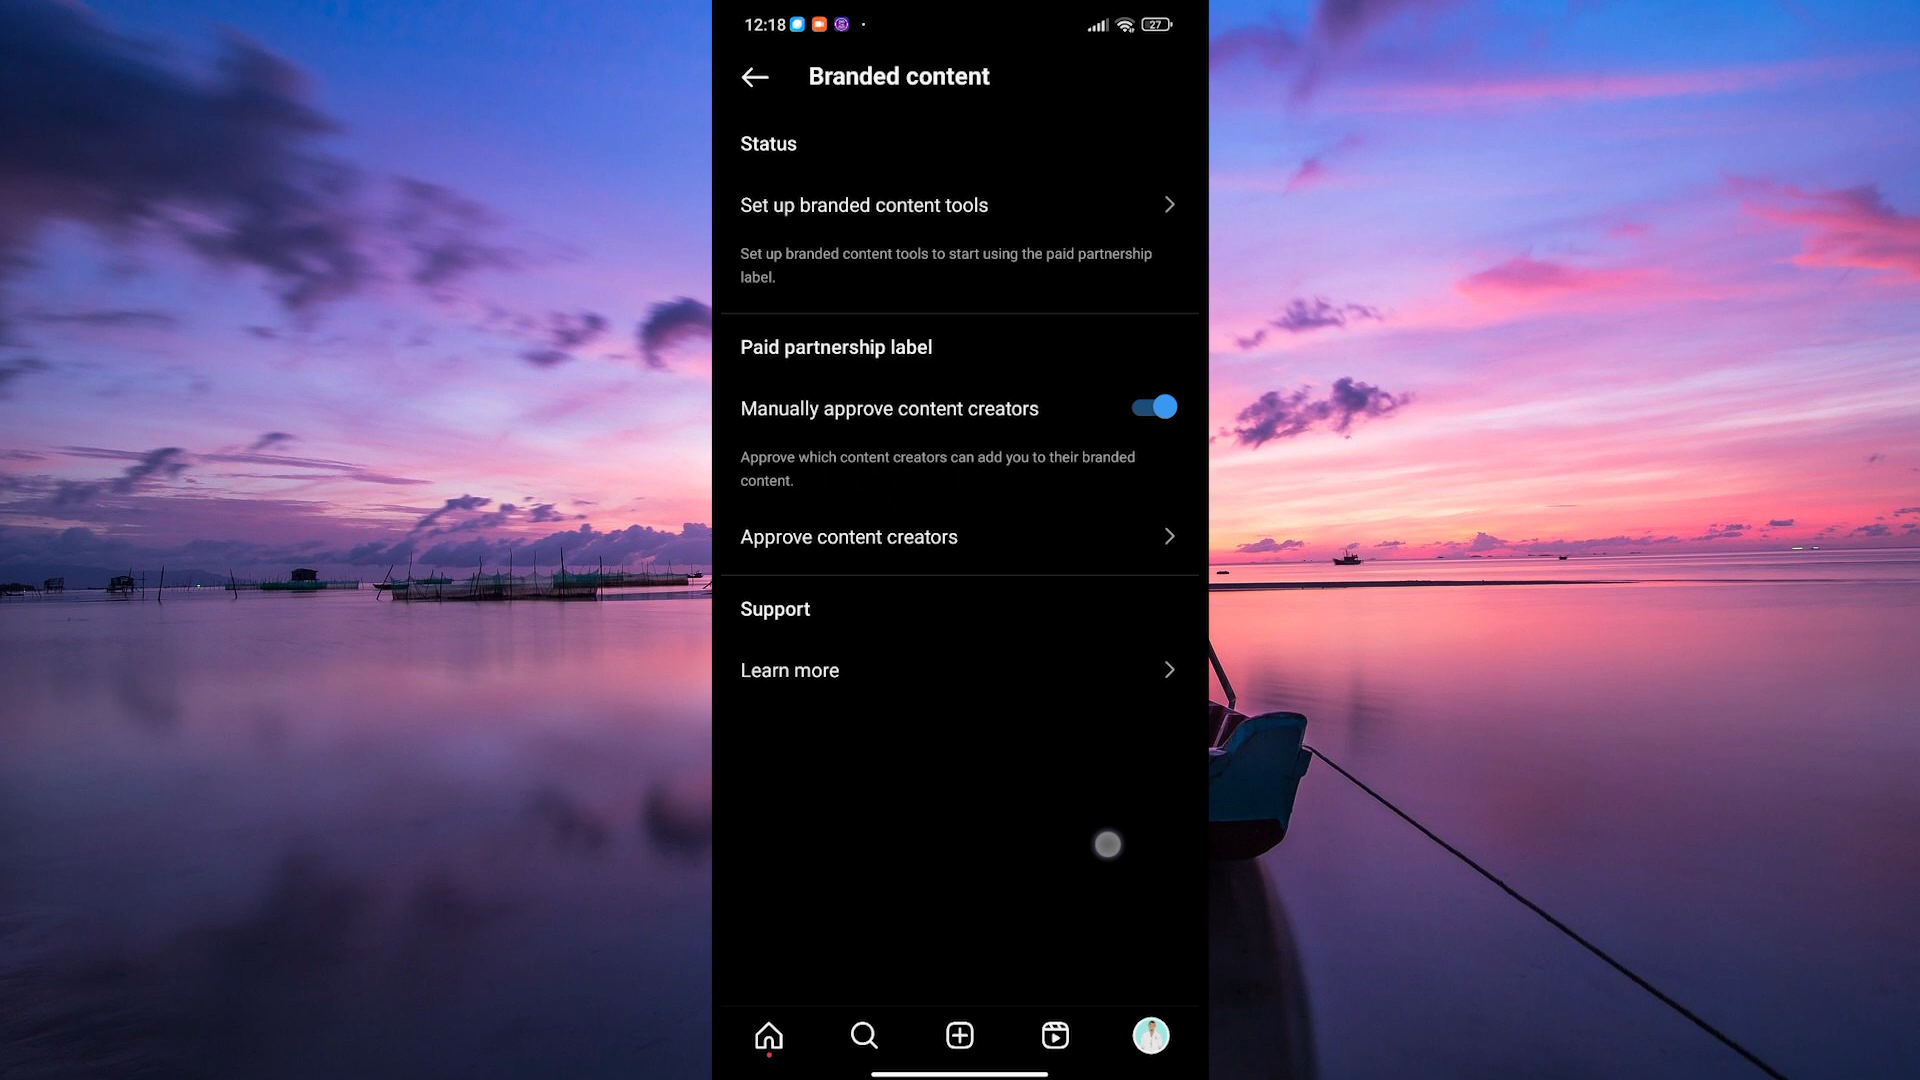 12:18
27
Branded content
Status
Set up branded content tools
Set up branded content tools to start using the paid partnership
label.
Paid partnership label
Manually approve content creators
Approve which content creators can add you to their branded
content.
Approve content creators
Support
Learn more